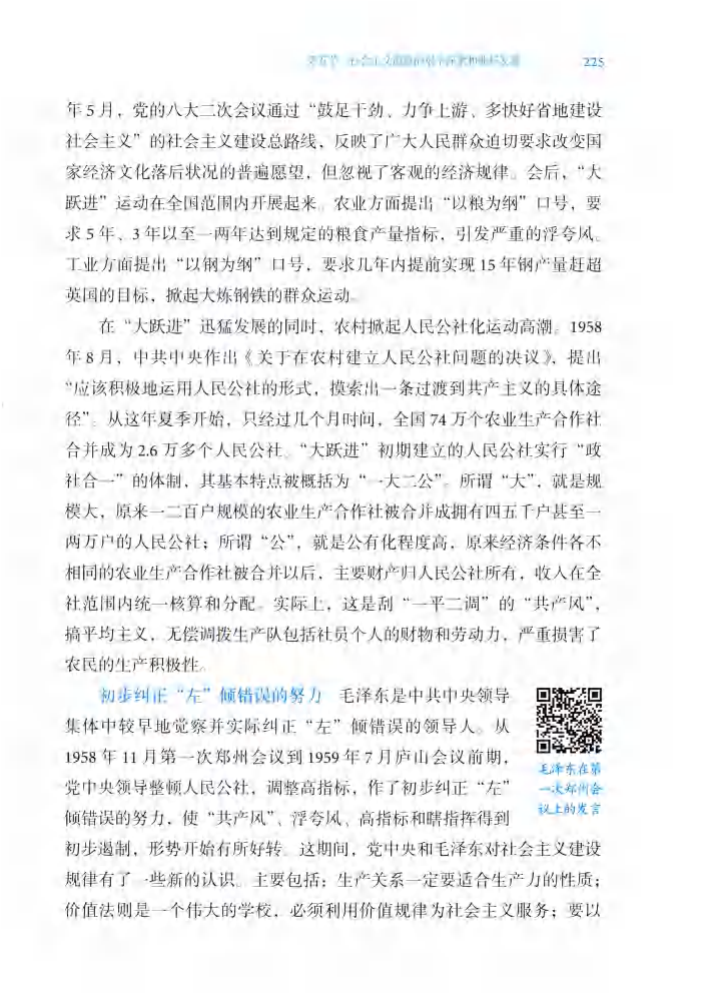 225
年5月，党的八大二次会议通过“鼓足干劲、力争上游、多快好省地建设
社会主义”的社会主义建设总路线，反映了广大人民群众迫切要求改变国
家经济文化落后状况的普遍愿望，但忽视了客观的经济规律。会后，“大
跃进”运动在全国范围内开展起来。农业方面提出“以粮为纲”口号，要
求5年、3年以至一两年达到规定的粮食产量指标，引发严重的浮夸风。
工业方面提出“以钢为纲”口号，要求几年内提前实现15年钢产量赶超
英国的目标，掀起大炼钢铁的群众运动。
在“大跃进”迅猛发展的同时，农村掀起人民公社化运动高潮。1958
年8月，中共中央作出《关于在农村建立人民公社问题的决议》，提出
“应该积极地运用人民公社的形式，摸索出一条过渡到共产主义的具体途
径”。从这年夏季开始，只经过几个月时间，全国74万个农业生产合作社
合并成为2.6万多个人民公社。“大跃进”初期建立的人民公社实行“政
社合一”的体制，其基本特点被概括为“一大二公”。所谓“大”，就是规
模大，原来一二百户规模的农业生产合作社被合并成拥有四五千户甚至一
两万户的人民公社；所谓“公”，就是公有化程度高，原来经济条件各不
相同的农业生产合作社被合并以后，主要财产归人民公社所有，收入在全
社范围内统一核算和分配。实际上，这是刮“一平二调”的“共产风”，
搞平均主义，无偿调拨生产队包括社员个人的财物和劳动力，严重损害了
农民的生产积极性。
初步纠正“左”倾错误的努力 毛泽东是中共中央领导
集体中较早地觉察并实际纠正“左”倾错误的领导人。从
1958年11月第一次郑州会议到1959年7月庐山会议前期，
党中央领导整顿人民公社，调整高指标，作了初步纠正“左”
倾错误的努力，使“共产风”、浮夸风、高指标和瞎指挥得到
初步遏制，形势开始有所好转。这期间，党中央和毛泽东对社会主义建设
规律有了一些新的认识。主要包括：生产关系一定要适合生产力的性质；
价值法则是一个伟大的学校，必须利用价值规律为社会主义服务；要以
毛泽东在第
一次郑州会
议上的发言